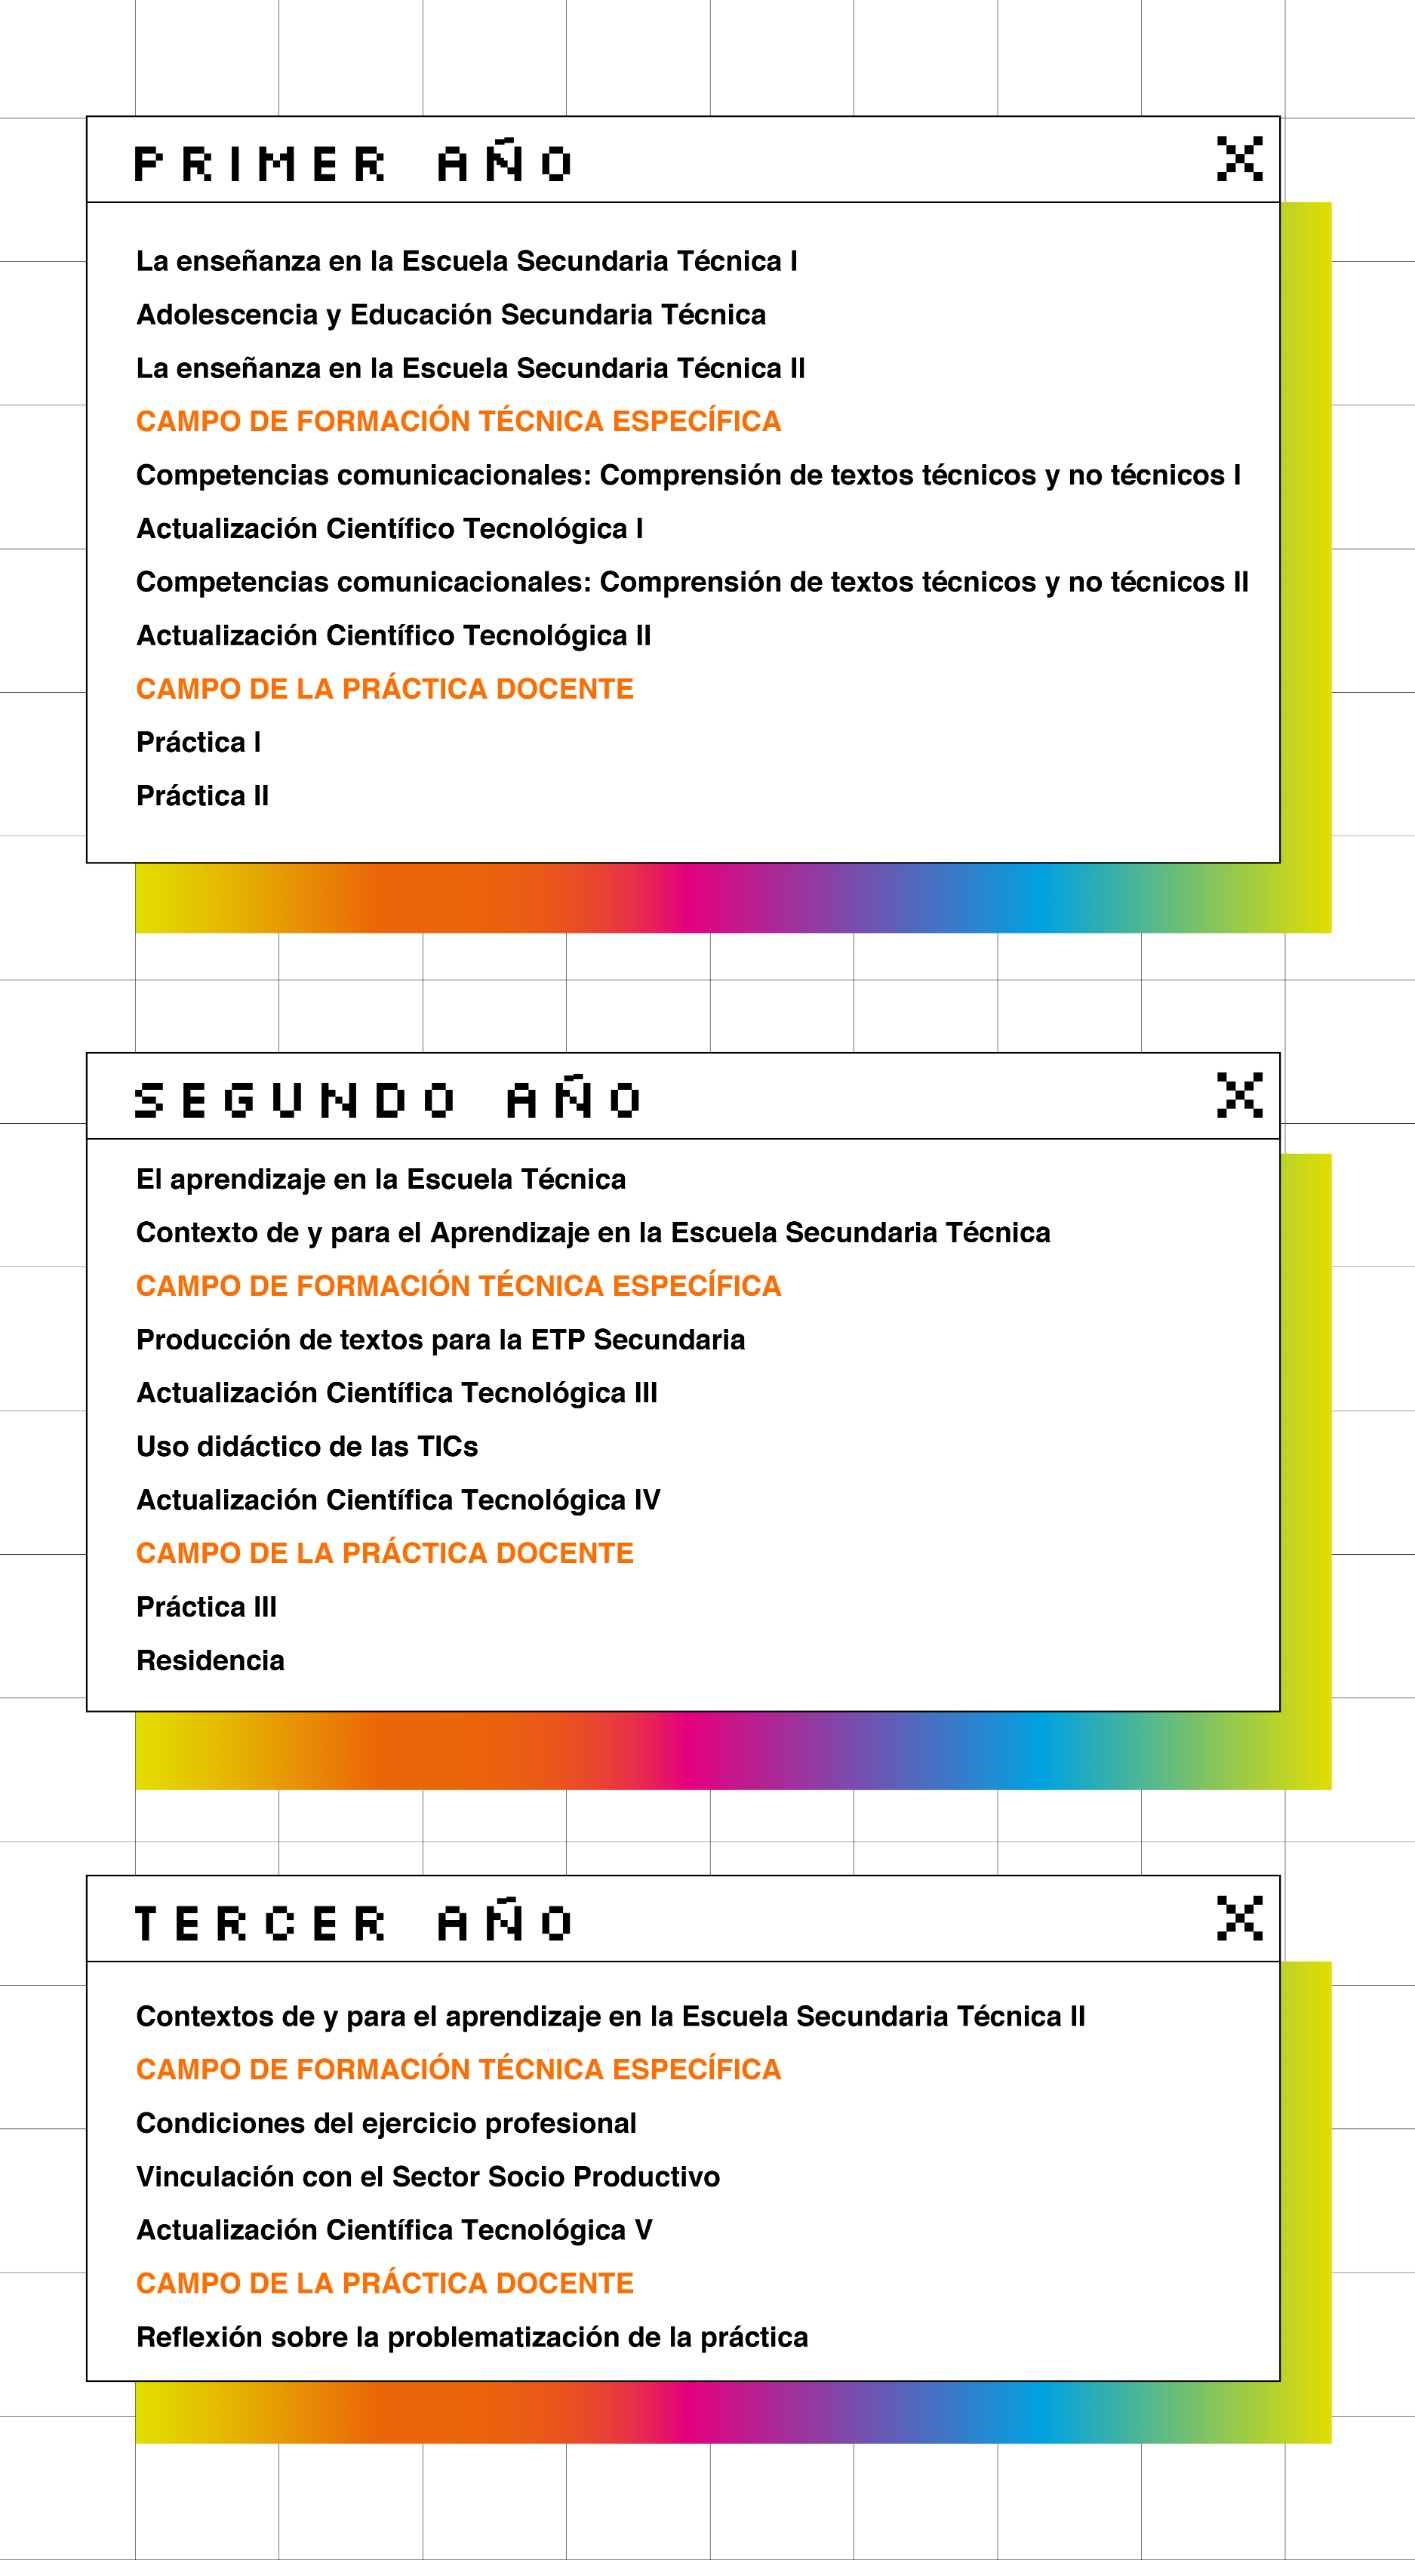 PRIMER AÑO
La enseñanza en la Escuela Secundaria Técnica I
Adolescencia y Educación Secundaria Técnica
La enseñanza en la Escuela Secundaria Técnica II
CAMPO DE FORMACIÓN TÉCNICA ESPECÍFICA
Competencias comunicacionales: Comprensión de textos técnicos y no técnicos I
Actualización Científico Tecnológica I
Competencias comunicacionales: Comprensión de textos técnicos y no técnicos II
Actualización Científico Tecnológica II
CAMPO DE LA PRÁCTICA DOCENTE
Práctica I
Práctica II
SEGUNDO AÑO
El aprendizaje en la Escuela Técnica
Contexto de y para el Aprendizaje en la Escuela Secundaria Técnica
CAMPO DE FORMACIÓN TÉCNICA ESPECÍFICA
Producción de textos para la ETP Secundaria
Actualización Científica Tecnológica III
Uso didáctico de las TICs
Actualización Científica Tecnológica IV
CAMPO DE LA PRÁCTICA DOCENTE
Práctica III
Residencia
TERCER AÑO
Contextos de y para el aprendizaje en la Escuela Secundaria Técnica II
CAMPO DE FORMACIÓN TÉCNICA ESPECÍFICA
Condiciones del ejercicio profesional
Vinculación con el Sector Socio Productivo
Actualización Científica Tecnológica V
CAMPO DE LA PRÁCTICA DOCENTE
Reflexión sobre la problematización de la práctica